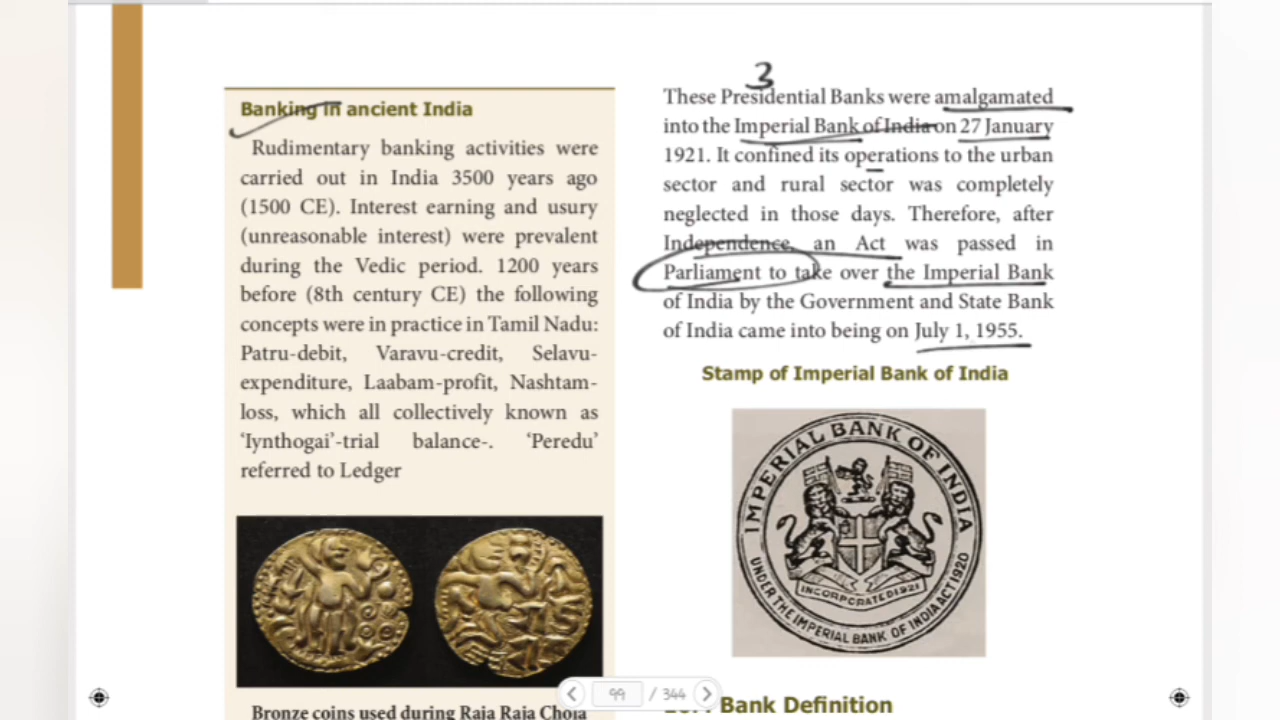 Banking in ancient India
Rudimentary banking activities were
carried out in India 3500 years ago
(1500 CE). Interest earning and usury
(unreasonable interest) were prevalent
during the Vedic period. 1200 years
before (8th century CE) the following
concepts were in practice in Tamil Nadu:
Patru-debit, Varavu-credit, Selavu-
expenditure, Laabam-profit, Nashtam-
loss, which all collectively known as
‘Iynthogai’-trial balance-. ‘Peredu’
referred to Ledger
Bronze coins used during Raja Raja Chola
3
These Presidential Banks were amalgamated
into the Imperial Bank of India on 27 January
1921. It confined its operations to the urban
sector and rural sector was completely
neglected in those days. Therefore, after
Independence, an Act was passed in
Parliament to take over the Imperial Bank
of India by the Government and State Bank
of India came into being on July 1, 1955.
Stamp of Imperial Bank of India
IMPERIAL BANK OF INDIA
INCORPORATED 1921
UNDER THE IMPERIAL BANK OF INDIA ACT 1920
Bank Definition
99 / 344